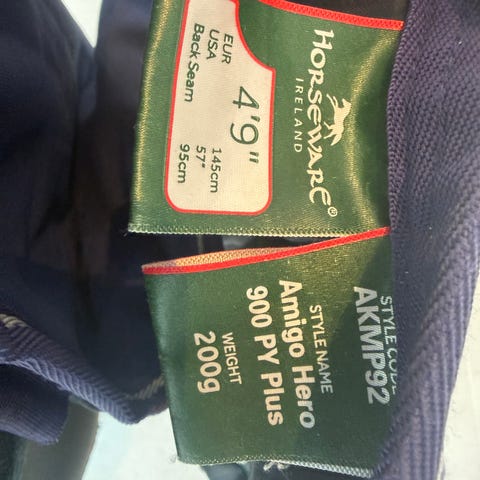 HORSEWARE®
IRELAND
4'9"
EUR 145cm
USA 57"
Back Seam 95cm
STYLE CODE
AKMP92
STYLE NAME
Amigo Hero
900 PY Plus
WEIGHT
200g